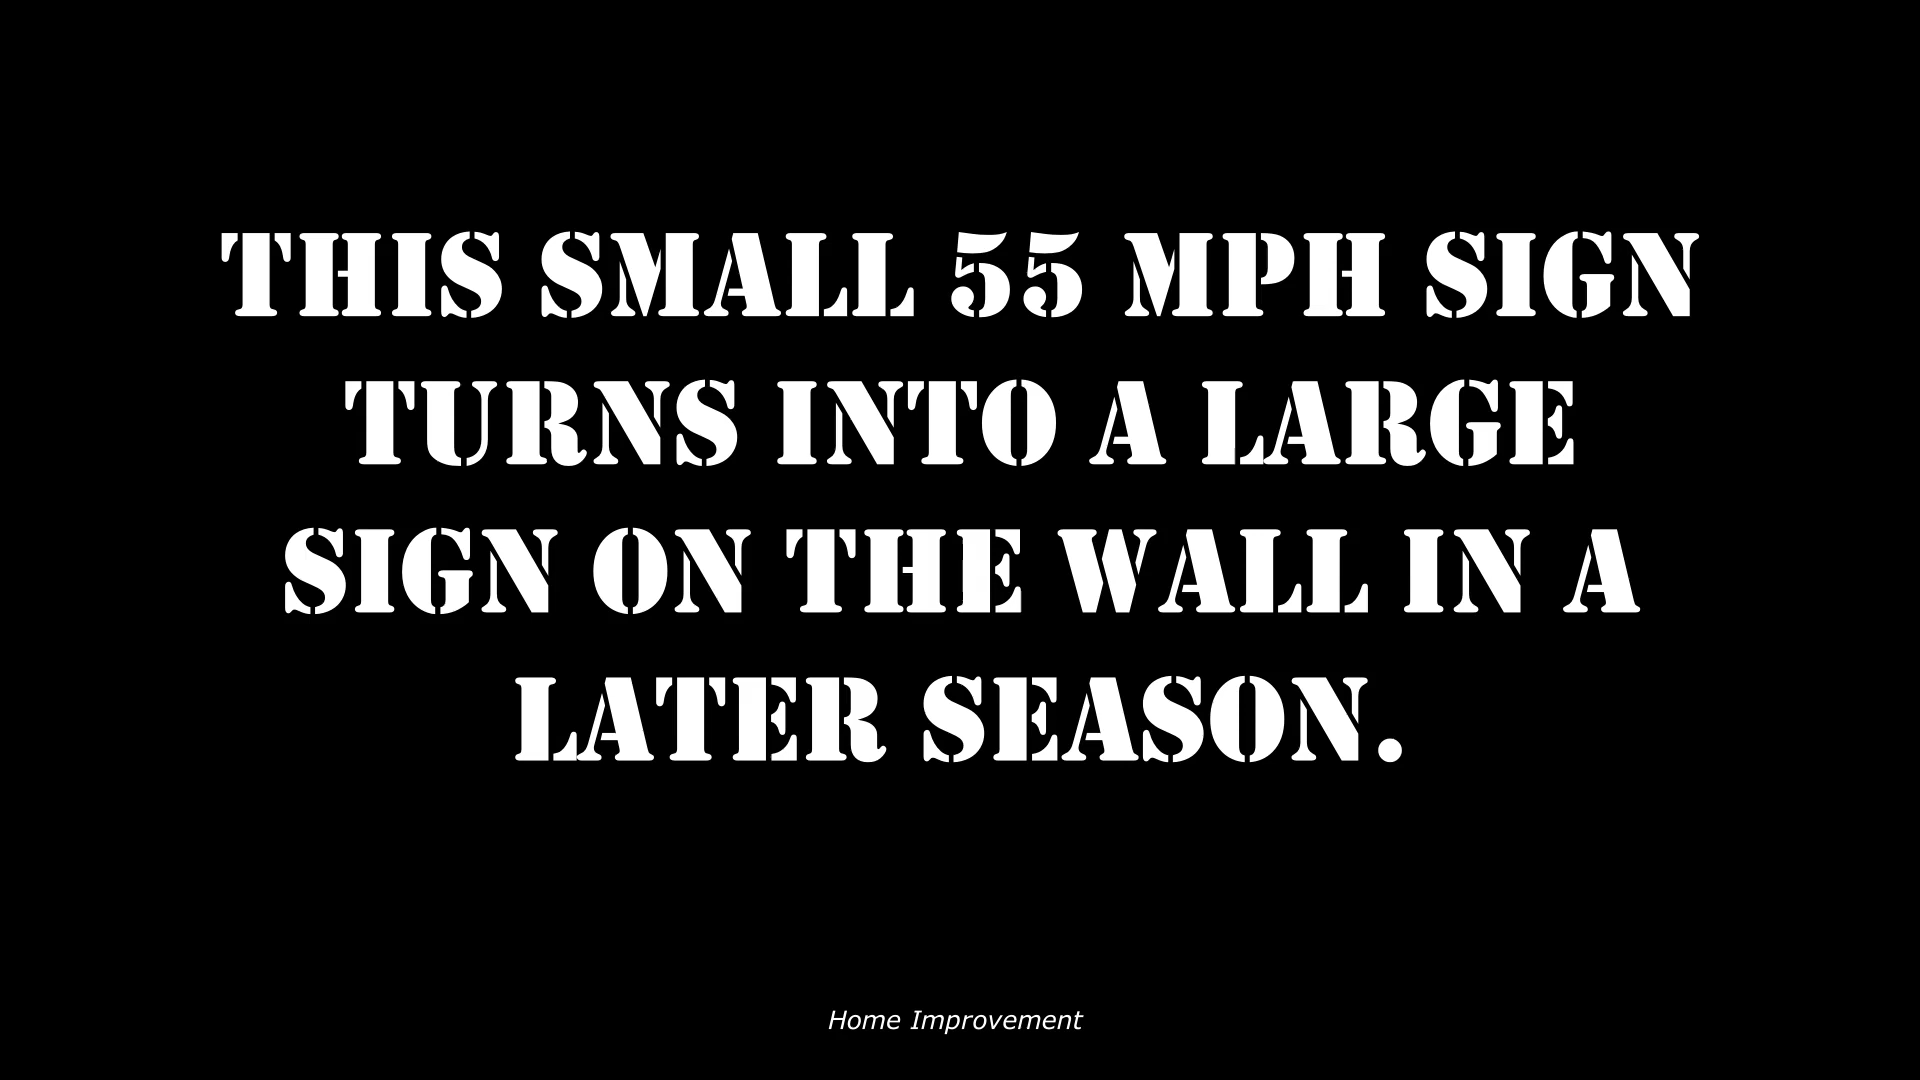 THIS SMALL 55 MPH SIGN
TURNS INTO A LARGE
SIGN ON THE WALL IN A
LATER SEASON.
Home Improvement